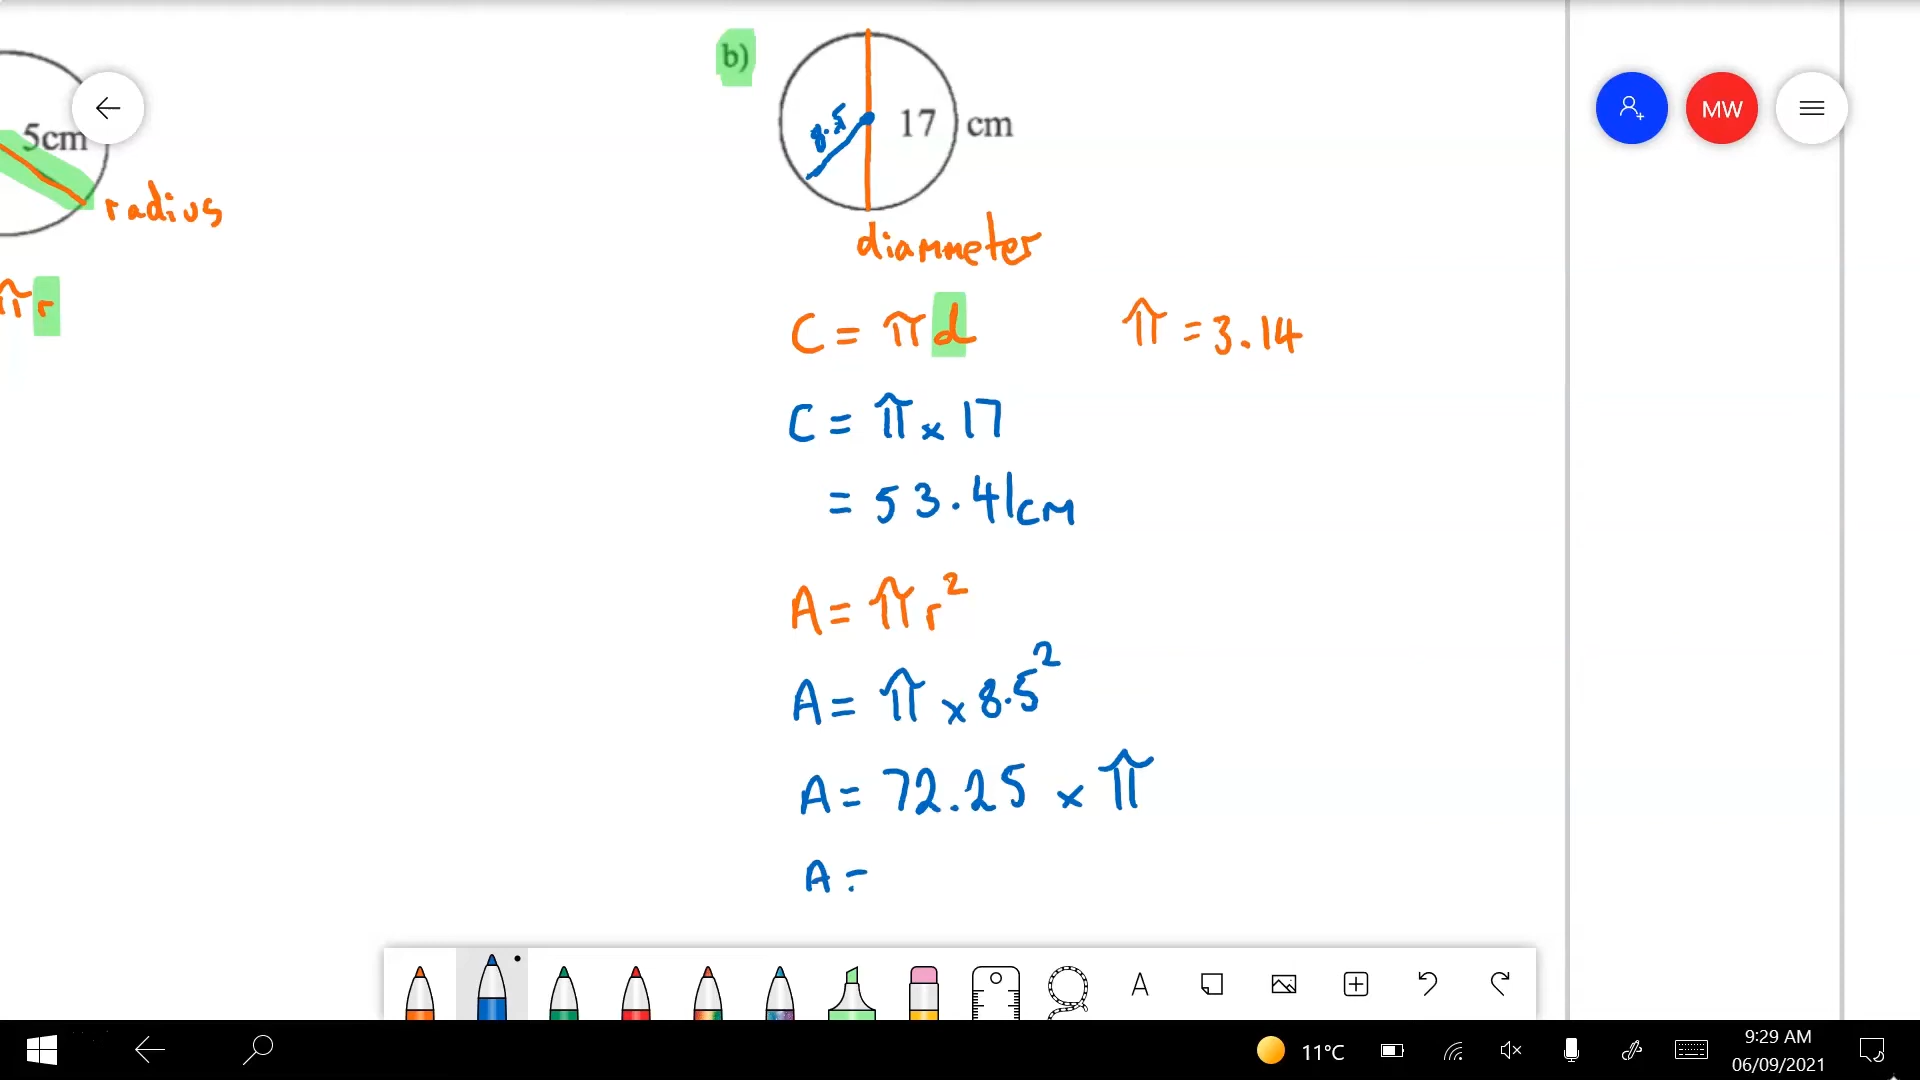 5cm
radius
πr
b)
8.5
17 cm
diammeter
C = πd
π = 3.14
C = π × 17
= 53.41cm
A = πr²
A = π × 8.5²
A = 72.25 × π
A =
MW
A
11°C
9:29 AM
06/09/2021